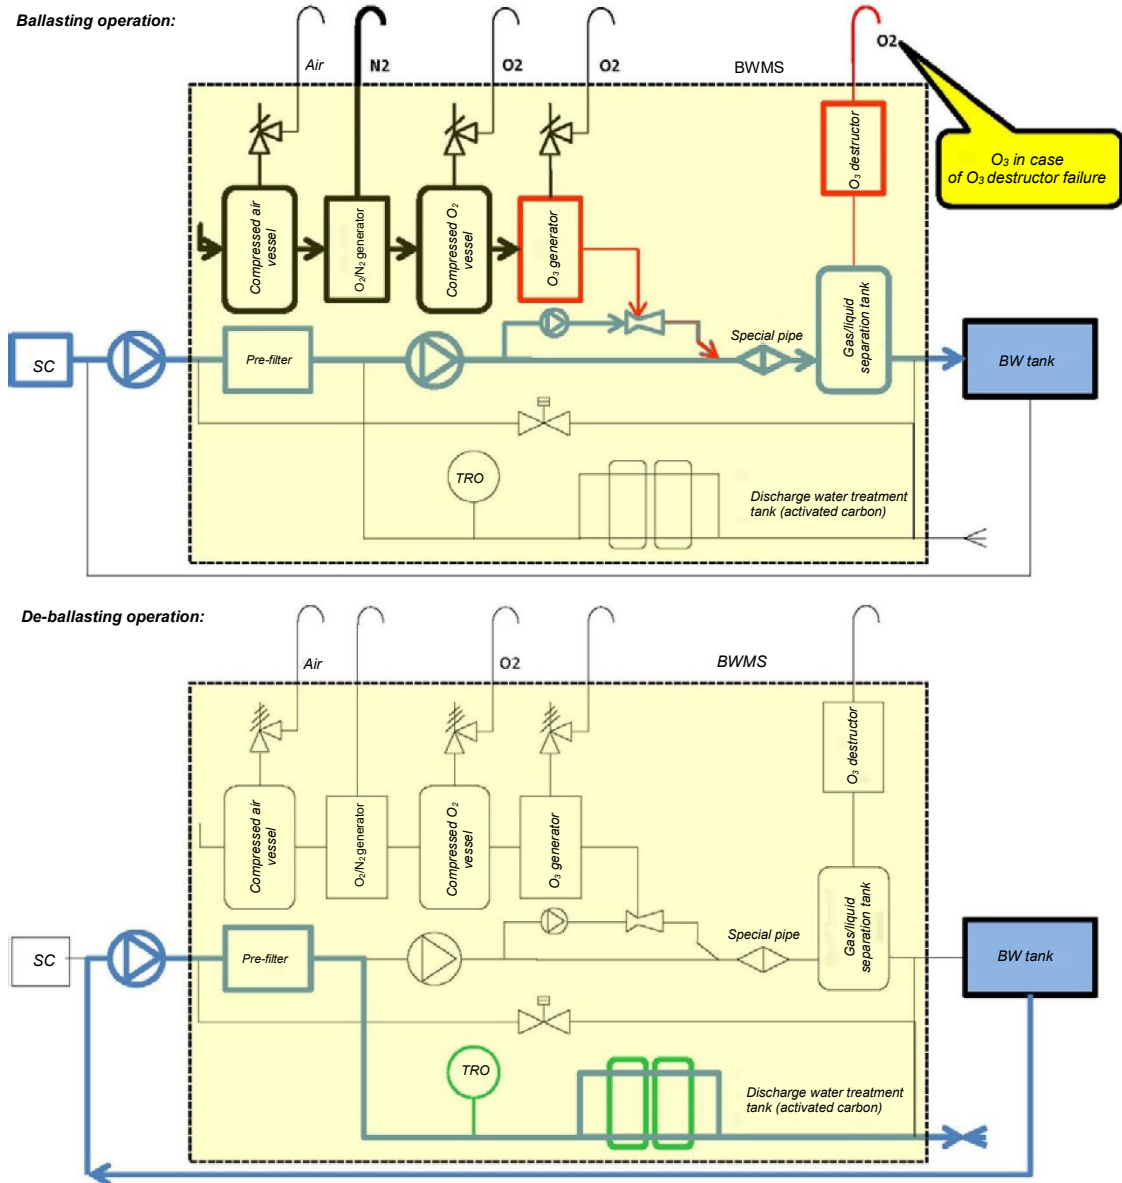 Ballasting operation:
Air
N2
O2
O2
BWMS
O2
O3 in case
of O3 destructor failure
Compressed air
vessel
O2/N2 generator
Compressed O2
vessel
O3 generator
O3 destructor
Gas/liquid
separation tank
SC
Pre-filter
Special pipe
BW tank
TRO
Discharge water treatment
tank (activated carbon)
De-ballasting operation:
Air
O2
BWMS
Compressed air
vessel
O2/N2 generator
Compressed O2
vessel
O3 generator
O3 destructor
Gas/liquid
separation tank
SC
Pre-filter
Special pipe
BW tank
TRO
Discharge water treatment
tank (activated carbon)